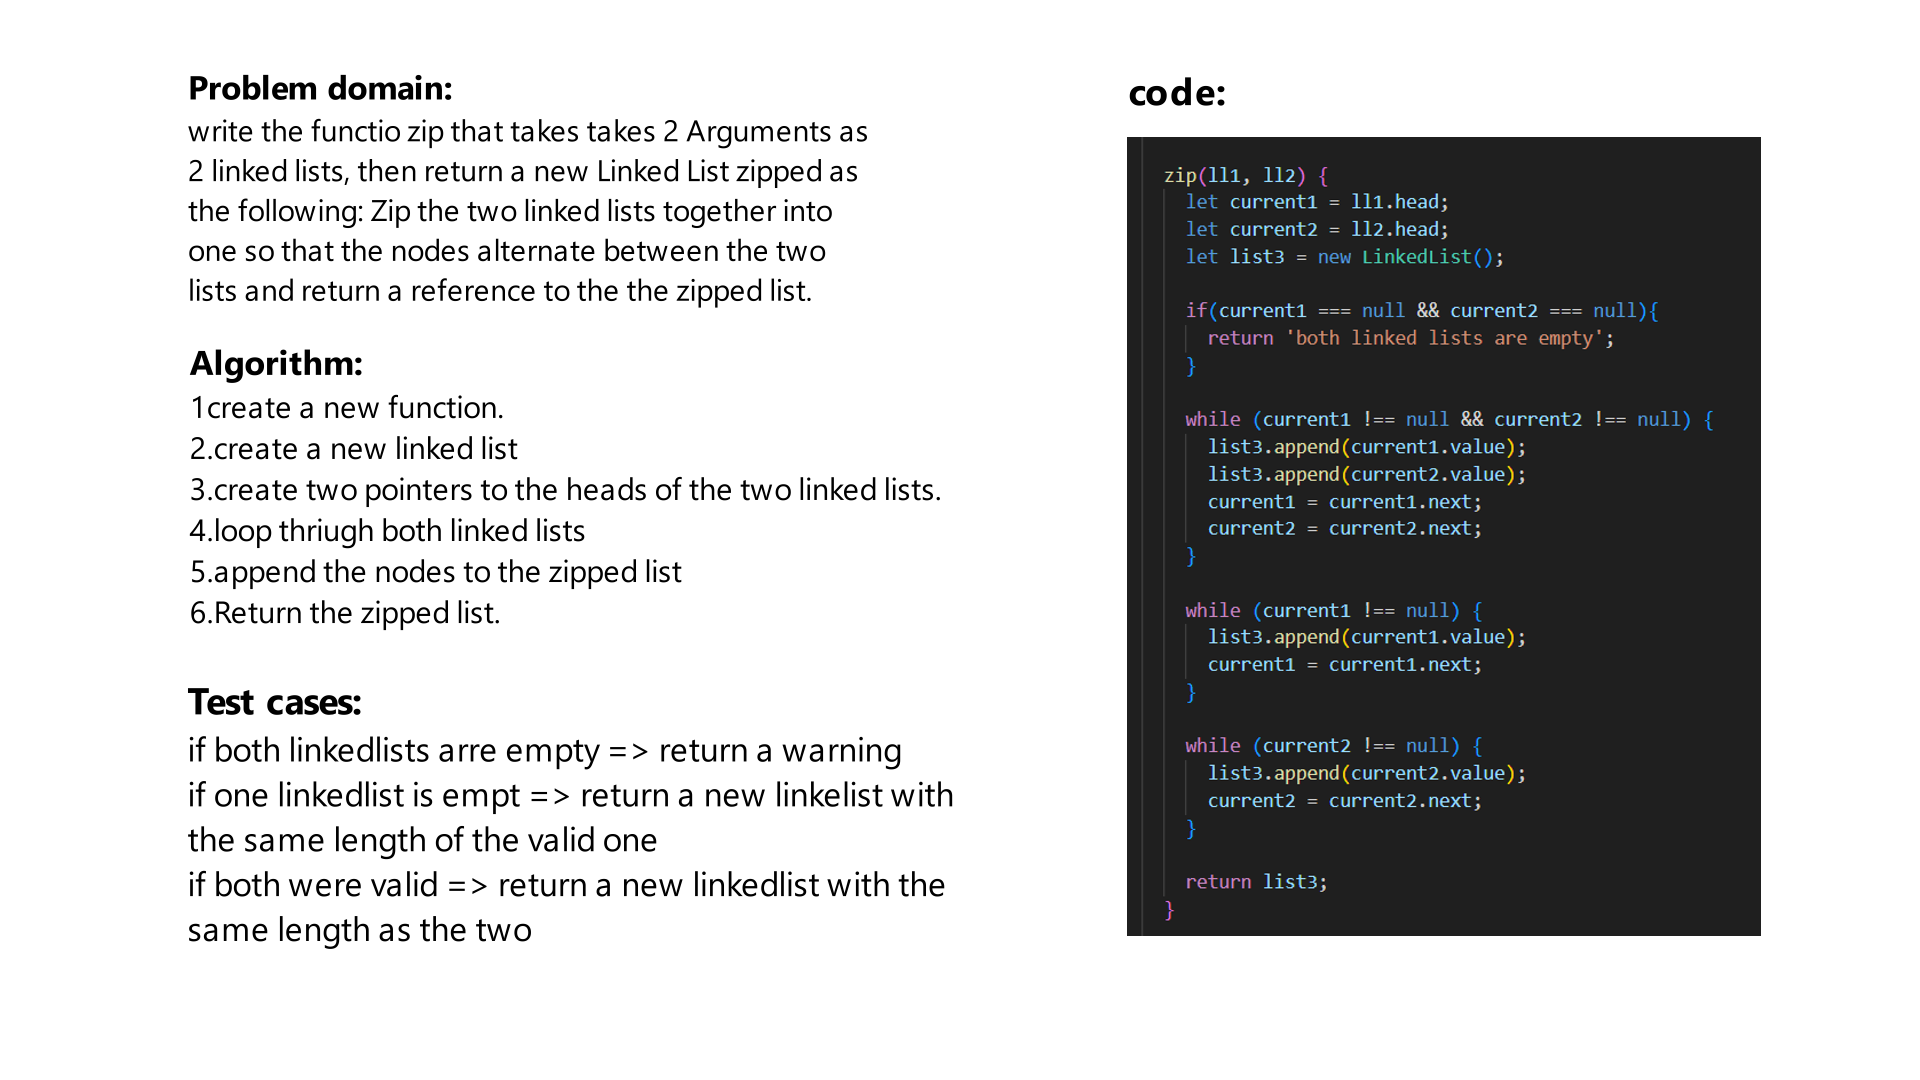 Problem domain:
write the functio zip that takes takes 2 Arguments as
2 linked lists, then return a new Linked List zipped as
the following: Zip the two linked lists together into
one so that the nodes alternate between the two
lists and return a reference to the the zipped list.
Algorithm:
1create a new function.
2.create a new linked list
3.create two pointers to the heads of the two linked lists.
4.loop thriugh both linked lists
5.append the nodes to the zipped list
6.Return the zipped list.
Test cases:
if both linkedlists arre empty => return a warning
if one linkedlist is empt => return a new linkelist with
the same length of the valid one
if both were valid => return a new linkedlist with the
same length as the two
code:
zip(ll1, ll2) {
let current1 = ll1.head;
let current2 = ll2.head;
let list3 = new LinkedList();
if(current1 === null && current2 === null){
return 'both linked lists are empty';
}
while (current1 !== null && current2 !== null) {
list3.append(current1.value);
list3.append(current2.value);
current1 = current1.next;
current2 = current2.next;
}
while (current1 !== null) {
list3.append(current1.value);
current1 = current1.next;
}
while (current2 !== null) {
list3.append(current2.value);
current2 = current2.next;
}
return list3;
}